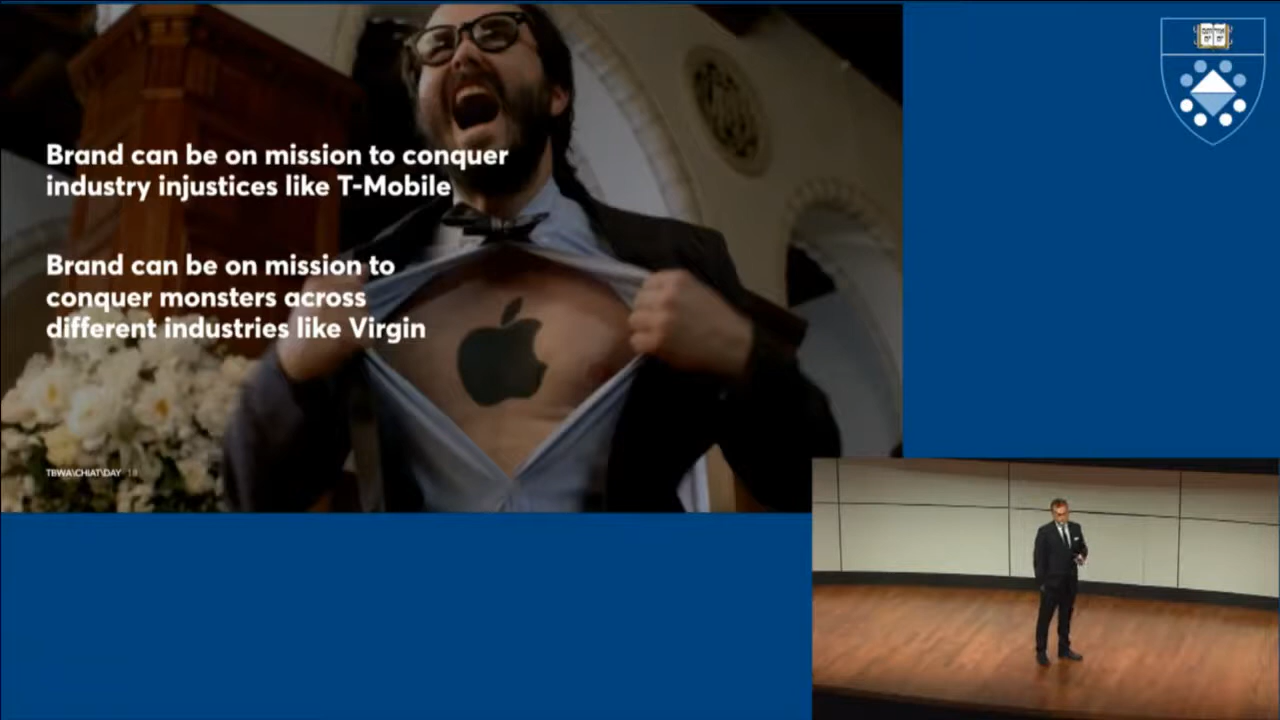 Brand can be on mission to conquer
industry injustices like T-Mobile
Brand can be on mission to
conquer monsters across
different industries like Virgin
TBWA\CHIAT\DAY 18